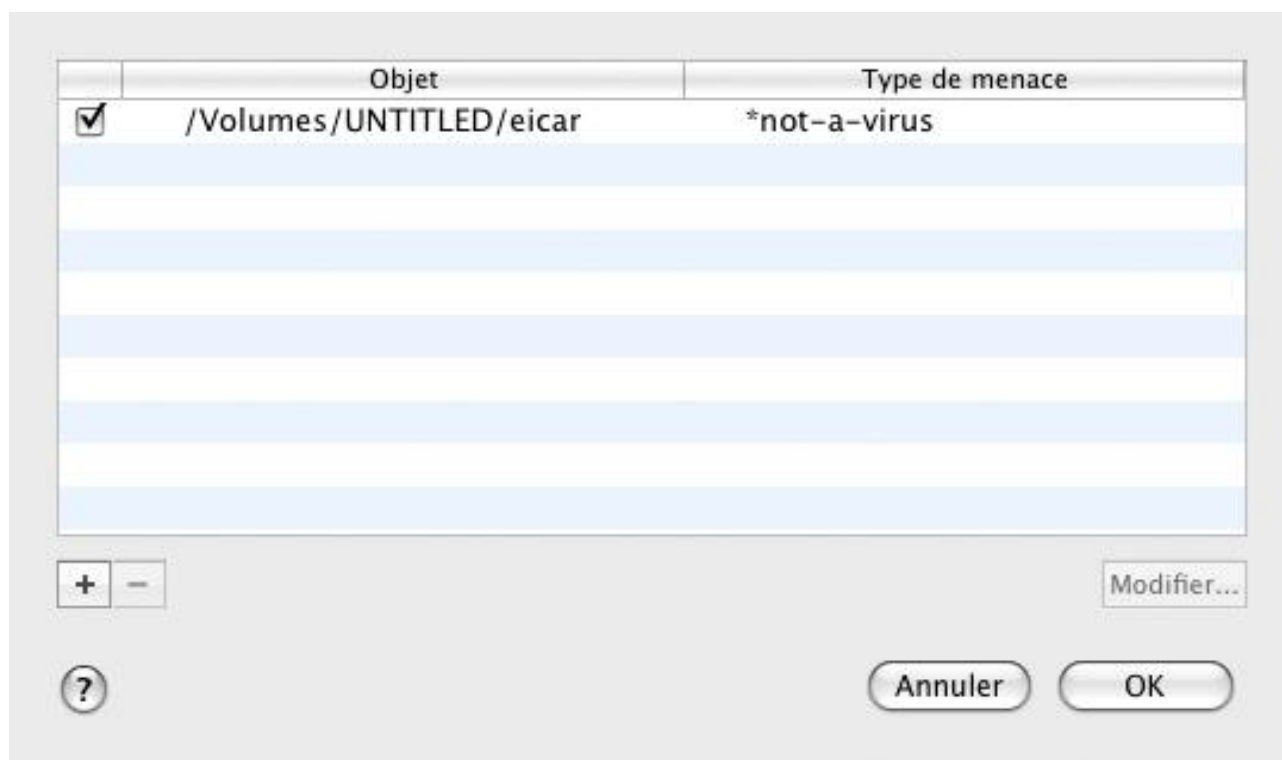 Objet Type de menace
/Volumes/UNTITLED/eicar *not-a-virus
+ − Modifier...
? Annuler OK